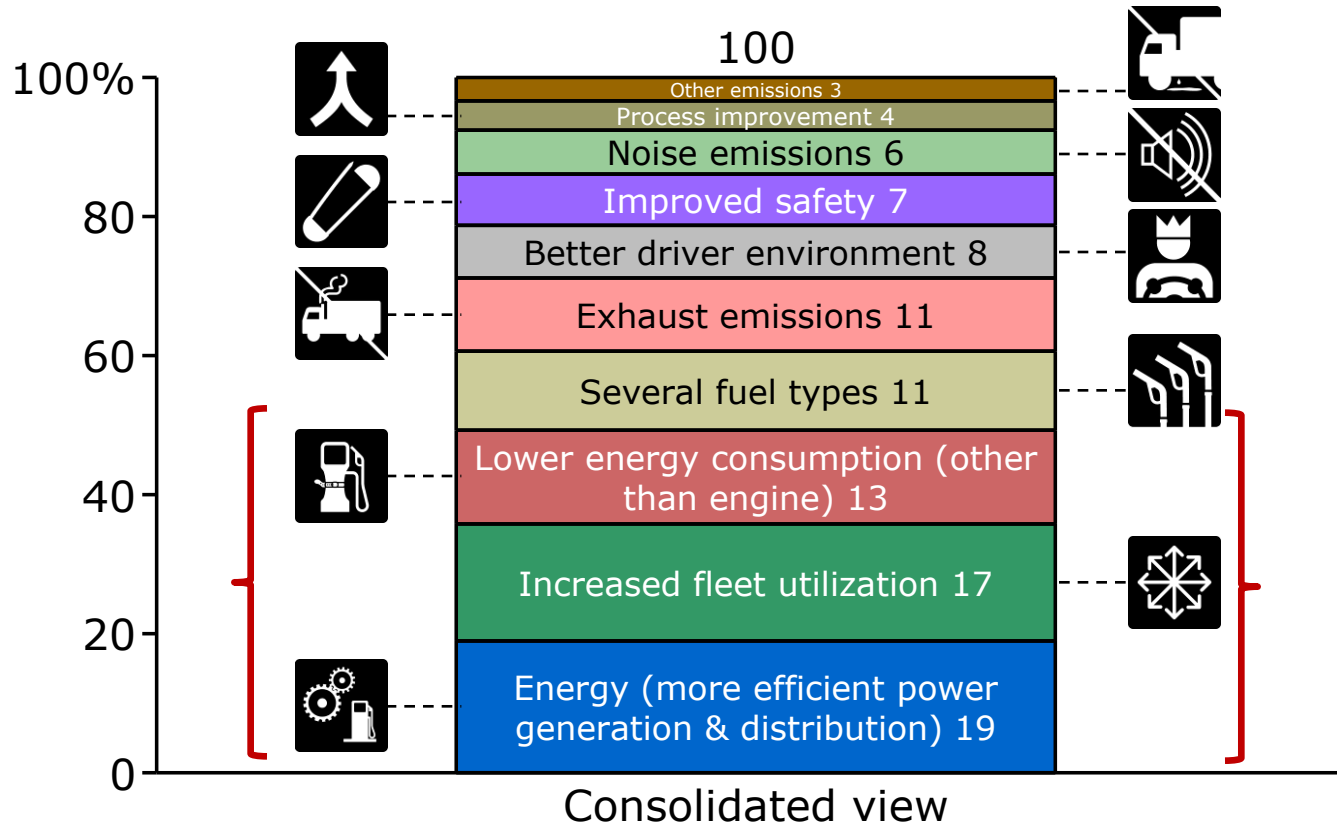 100
100%
Other emissions 3
Process improvement 4
Noise emissions 6
80
Improved safety 7
Better driver environment 8
Exhaust emissions 11
60
Several fuel types 11
Lower energy consumption (other
than engine) 13
40
Increased fleet utilization 17
20
Energy (more efficient power
generation & distribution) 19
0
Consolidated view